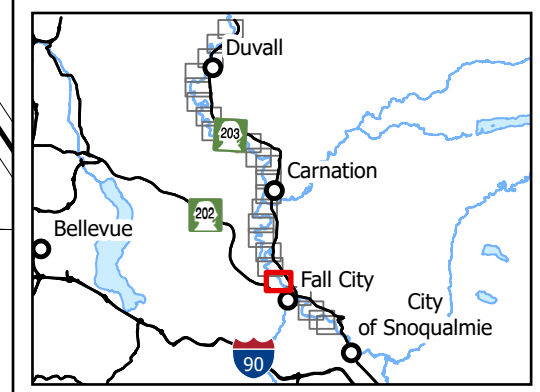 Duvall
203
Carnation
202
Bellevue
Fall City
City
of Snoqualmie
90